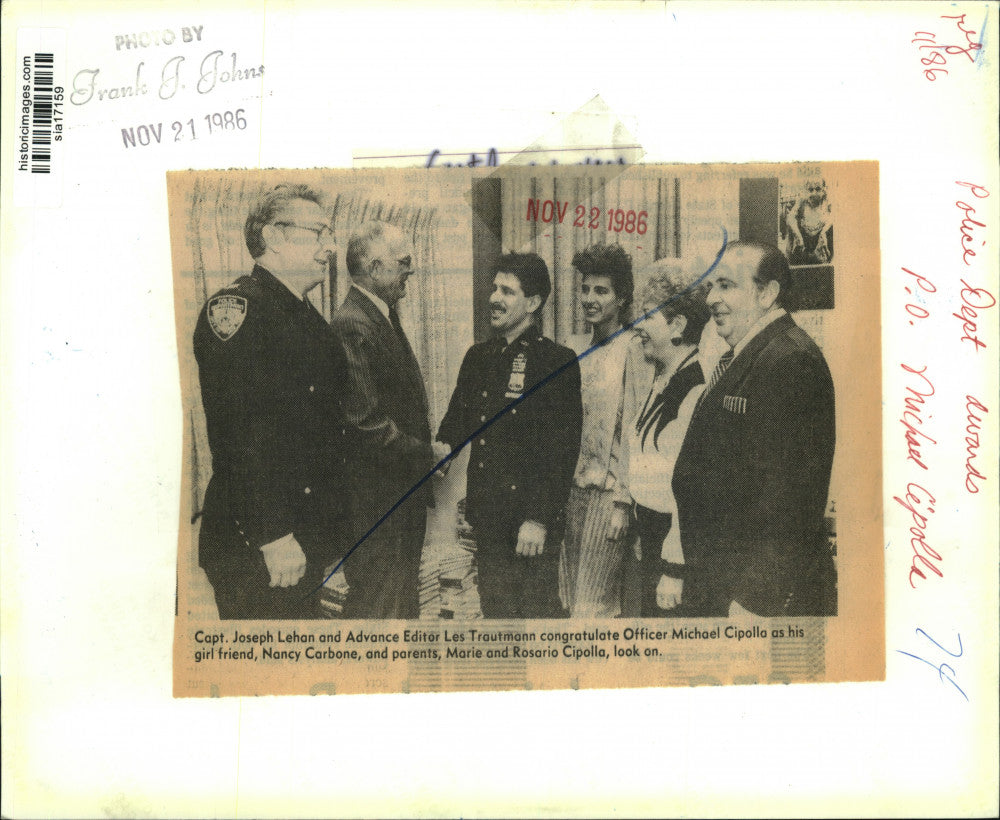 historicimages.com
sia17159
PHOTO BY
Frank J. Johns
NOV 21 1986
11/86
NOV 22 1986
Police Dept awards
P.O. Michael Cipolla
Capt. Joseph Lehan and Advance Editor Les Trautmann congratulate Officer Michael Cipolla as his
girl friend, Nancy Carbone, and parents, Marie and Rosario Cipolla, look on.